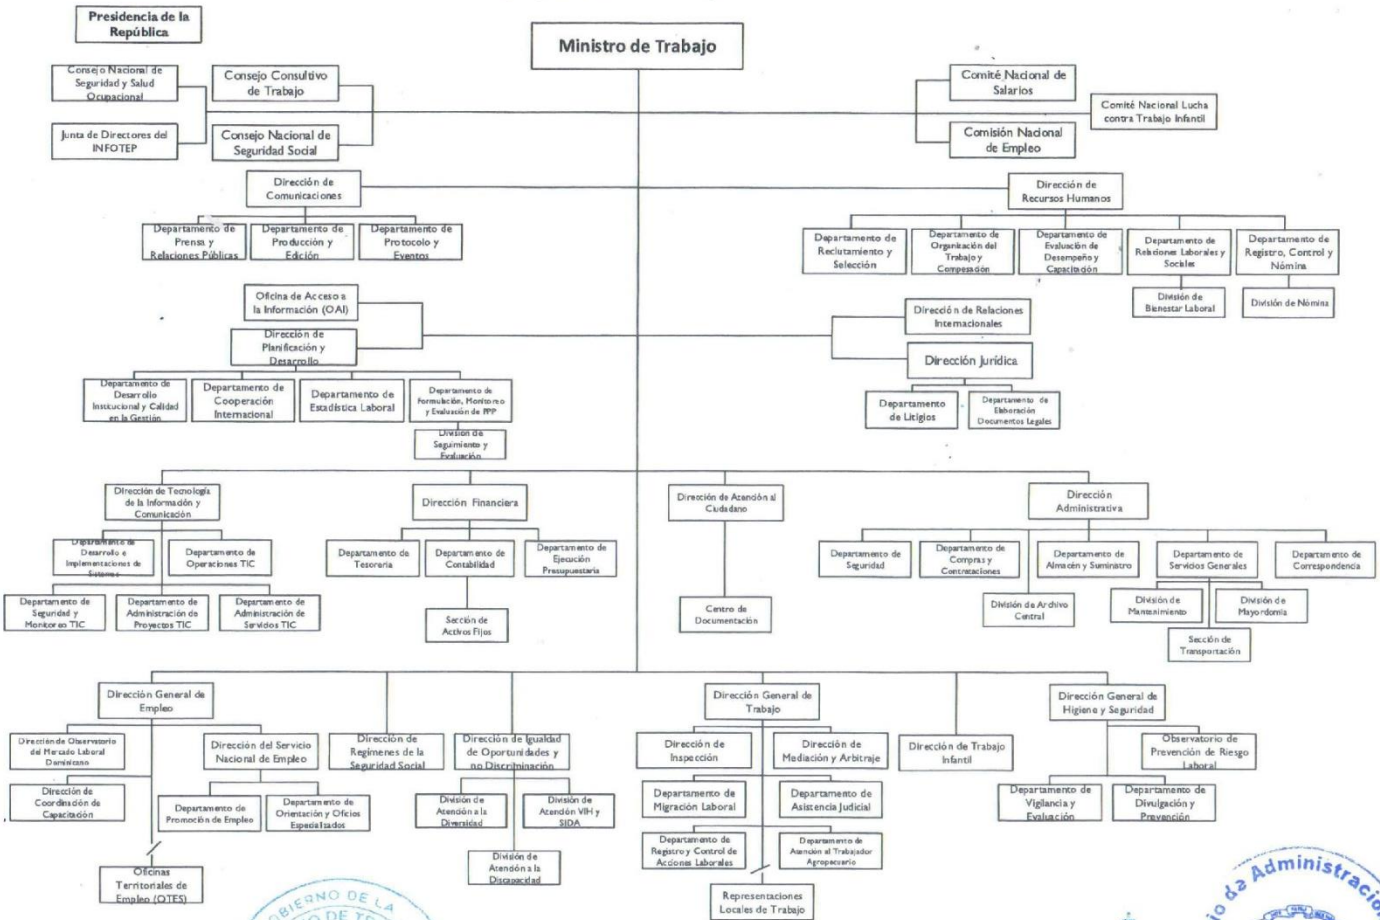 Presidencia de la
República
Ministro de Trabajo
Consejo Nacional de
Seguridad y Salud
Ocupacional
Consejo Consultivo
de Trabajo
Comité Nacional de
Salarios
Comité Nacional Lucha
contra Trabajo Infantil
Junta de Directores del
INFOTEP
Consejo Nacional de
Seguridad Social
Comisión Nacional
de Empleo
Dirección de
Comunicaciones
Dirección de
Recursos Humanos
Departamento de
Prensa y
Relaciones Públicas
Departamento de
Producción y
Edición
Departamento de
Protocolo y
Eventos
Departamento de
Reclutamiento y
Selección
Departamento de
Organización del
Trabajo y
Compesación
Departamento de
Evaluación de
Desempeño y
Capacitación
Departamento de
Relaciones Laborales y
Sociales
Departamento de
Registro, Control y
Nómina
División de
Bienestar Laboral
División de Nómina
Oficina de Acceso a
la Información (OAI)
Dirección de Relaciones
Internacionales
Dirección de
Planificación y
Desarrollo
Dirección Jurídica
Departamento de
Desarrollo
Institucional y Calidad
en la Gestión
Departamento de
Cooperación
Internacional
Departamento de
Estadística Laboral
Departamento de
Formulación, Monitoreo
y Evaluación de PPP
Departamento
de Litigios
Departamento de
Elaboración
Documentos Legales
División de
Seguimiento y
Evaluación
Dirección de Tecnología
de la Información y
Comunicación
Dirección Financiera
Dirección de Atención al
Ciudadano
Dirección
Administrativa
Departamento de
Desarrollo e
Implementaciones de
Sistemas
Departamento de
Operaciones TIC
Departamento de
Tesorería
Departamento de
Contabilidad
Departamento de
Ejecución
Presupuestaria
Departamento de
Seguridad
Departamento de
Compras y
Contrataciones
Departamento de
Almacén y Suministro
Departamento de
Servicios Generales
Departamento de
Correspondencia
Departamento de
Seguridad y
Monitoreo TIC
Departamento de
Administración de
Proyectos TIC
Departamento de
Administración de
Servicios TIC
Sección de
Activos Fijos
Centro de
Documentación
División de Archivo
Central
División de
Mantenimiento
División de
Mayordomía
Sección de
Transportación
Dirección General de
Empleo
Dirección General de
Trabajo
Dirección General de
Higiene y Seguridad
Dirección de Observatorio
del Mercado Laboral
Dominicano
Dirección del Servicio
Nacional de Empleo
Dirección de
Regímenes de la
Seguridad Social
Dirección de Igualdad
de Oportunidades y
no Discriminación
Dirección de
Inspección
Dirección de
Mediación y Arbitraje
Dirección de Trabajo
Infantil
Observatorio de
Prevención de Riesgo
Laboral
Dirección de
Coordinación de
Capacitación
Departamento de
Promoción de Empleo
Departamento de
Orientación y Oficios
Especializados
División de
Atención a la
Diversidad
División de
Atención VIH y
SIDA
Departamento de
Migración Laboral
Departamento de
Asistencia Judicial
Departamento de
Vigilancia y
Evaluación
Departamento de
Divulgación y
Prevención
Departamento de
Registro y Control de
Acciones Laborales
Departamento de
Atención al Trabajador
Agropecuario
División de
Atención a la
Discapacidad
Oficinas
Territoriales de
Empleo (OTES)
Representaciones
Locales de Trabajo
GOBIERNO DE LA
de Administración